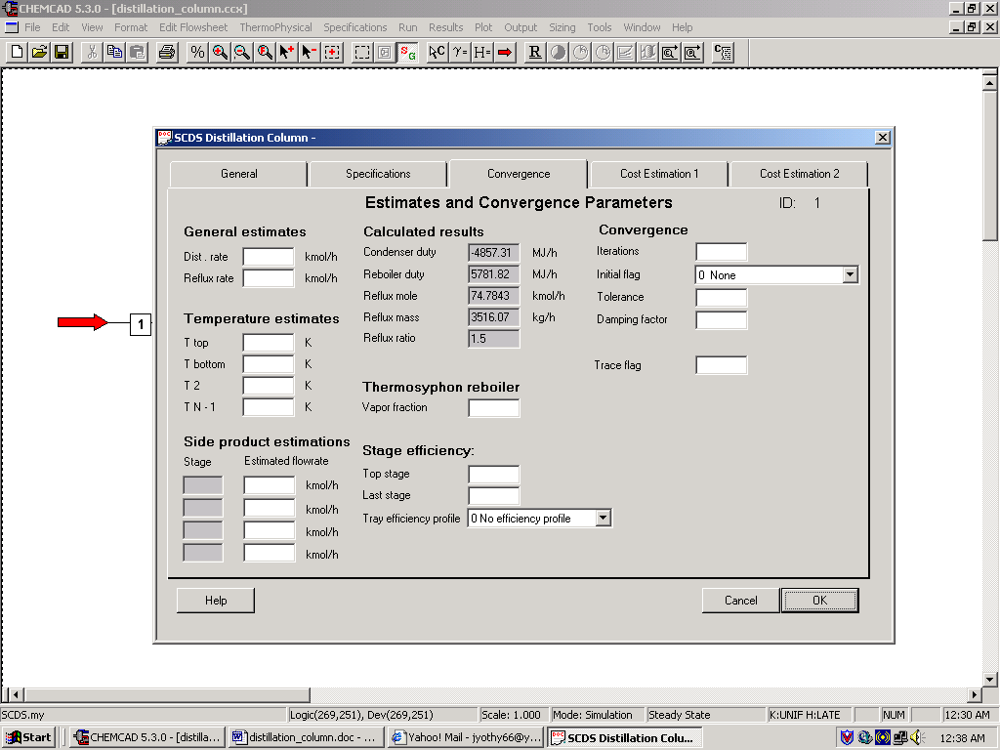 CHEMCAD 5.3.0 - [distillation_column.ccx]
File Edit View Format Edit Flowsheet ThermoPhysical Specifications Run Results Plot Output Sizing Tools Window Help
SCDS Distillation Column -
General Specifications Convergence Cost Estimation 1 Cost Estimation 2
Estimates and Convergence Parameters ID: 1
General estimates
Dist . rate kmol/h
Reflux rate kmol/h
Temperature estimates
T top K
T bottom K
T 2 K
T N - 1 K
Side product estimations
Stage Estimated flowrate
kmol/h
kmol/h
kmol/h
kmol/h
Calculated results
Condenser duty -4857.31 MJ/h
Reboiler duty 5781.82 MJ/h
Reflux mole 74.7843 kmol/h
Reflux mass 3516.07 kg/h
Reflux ratio 1.5
Thermosyphon reboiler
Vapor fraction
Stage efficiency:
Top stage
Last stage
Tray efficiency profile 0 No efficiency profile
Convergence
Iterations
Initial flag 0 None
Tolerance
Damping factor
Trace flag
1
Help Cancel OK
SCDS.my Logic(269,251), Dev(269,251) Scale: 1.000 Mode: Simulation Steady State K:UNIF H:LATE NUM 12:30 AM
Start CHEMCAD 5.3.0 - [distilla... distillation_column.doc - ... Yahoo! Mail - jyothy66@y... SCDS Distillation Colu... 12:38 AM